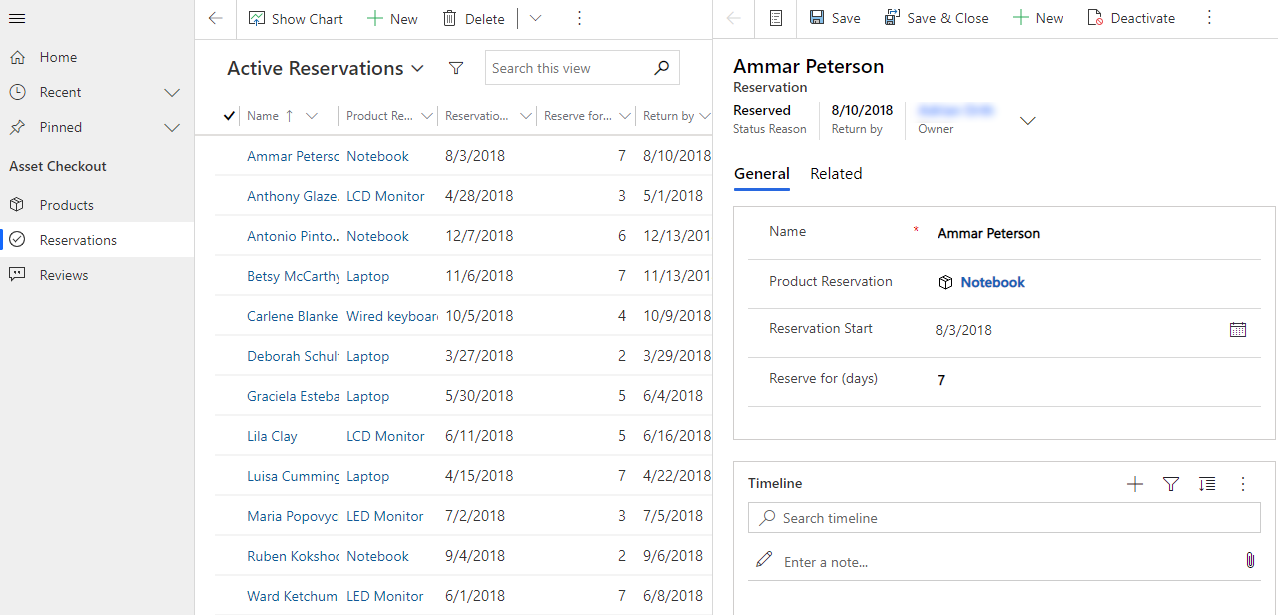 Home
Recent
Pinned
Asset Checkout
Products
Reservations
Reviews
Show Chart New Delete
Active Reservations Search this view
Name Product Re... Reservatio... Reserve for... Return by
Ammar Peterso Notebook 8/3/2018 7 8/10/2018
Anthony Glaze. LCD Monitor 4/28/2018 3 5/1/2018
Antonio Pinto.. Notebook 12/7/2018 6 12/13/201
Betsy McCarthy Laptop 11/6/2018 7 11/13/201
Carlene Blanke Wired keyboar 10/5/2018 4 10/9/2018
Deborah Schul Laptop 3/27/2018 2 3/29/2018
Graciela Esteba Laptop 5/30/2018 5 6/4/2018
Lila Clay LCD Monitor 6/11/2018 5 6/16/2018
Luisa Cumming Laptop 4/15/2018 7 4/22/2018
Maria Popovyc LED Monitor 7/2/2018 3 7/5/2018
Ruben Kokshoo Notebook 9/4/2018 2 9/6/2018
Ward Ketchum LED Monitor 6/1/2018 7 6/8/2018
Save Save & Close New Deactivate
Ammar Peterson
Reservation
Reserved 8/10/2018
Status Reason Return by Owner
General Related
Name * Ammar Peterson
Product Reservation Notebook
Reservation Start 8/3/2018
Reserve for (days) 7
Timeline
Search timeline
Enter a note...